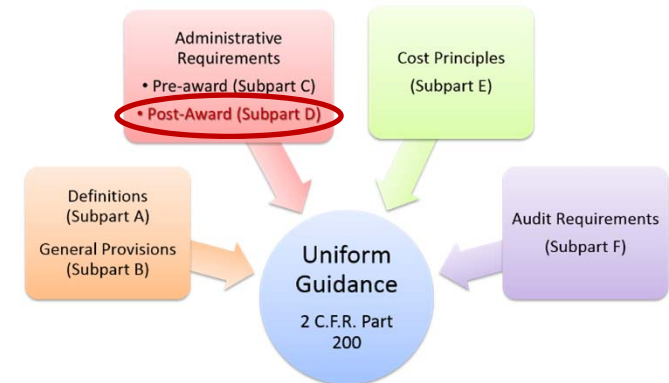 Administrative
Requirements
• Pre-award (Subpart C)
• Post-Award (Subpart D)
Cost Principles
(Subpart E)
Definitions
(Subpart A)
General Provisions
(Subpart B)
Audit Requirements
(Subpart F)
Uniform
Guidance
2 C.F.R. Part
200